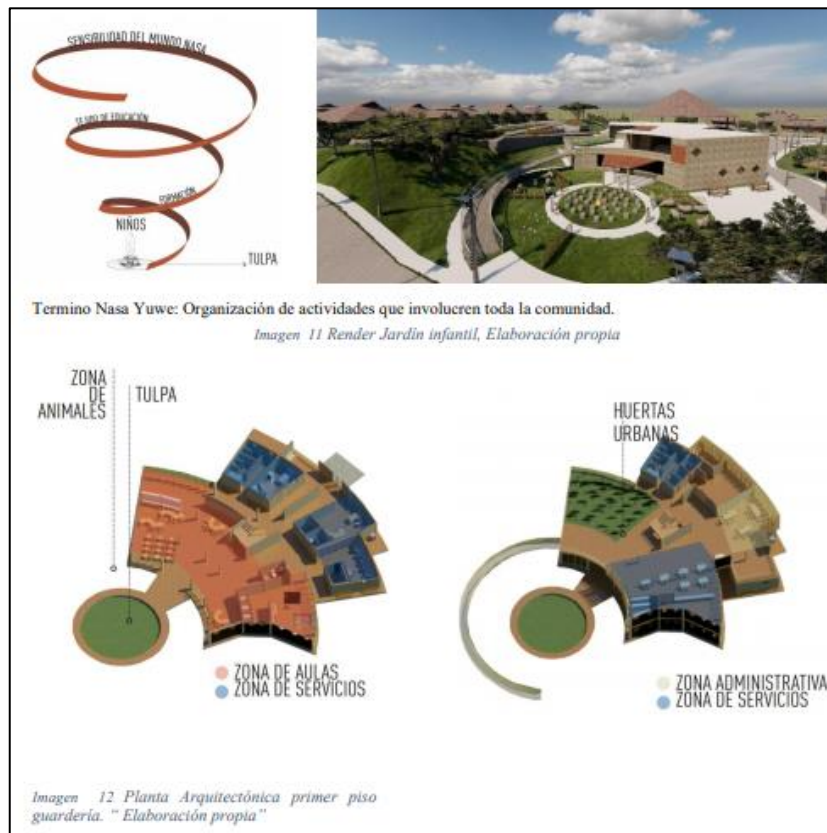 SENSIBILIDAD DEL MUNDO NASA
TEJIDO DE EDUCACIÓN
FORMACIÓN
NIÑOS
TULPA
Termino Nasa Yuwe: Organización de actividades que involucren toda la comunidad.
Imagen 11 Render Jardín infantil, Elaboración propia
ZONA
DE
ANIMALES
TULPA
HUERTAS
URBANAS
ZONA DE AULAS
ZONA DE SERVICIOS
ZONA ADMINISTRATIVA
ZONA DE SERVICIOS
Imagen 12 Planta Arquitectónica primer piso
guardería. “ Elaboración propia”